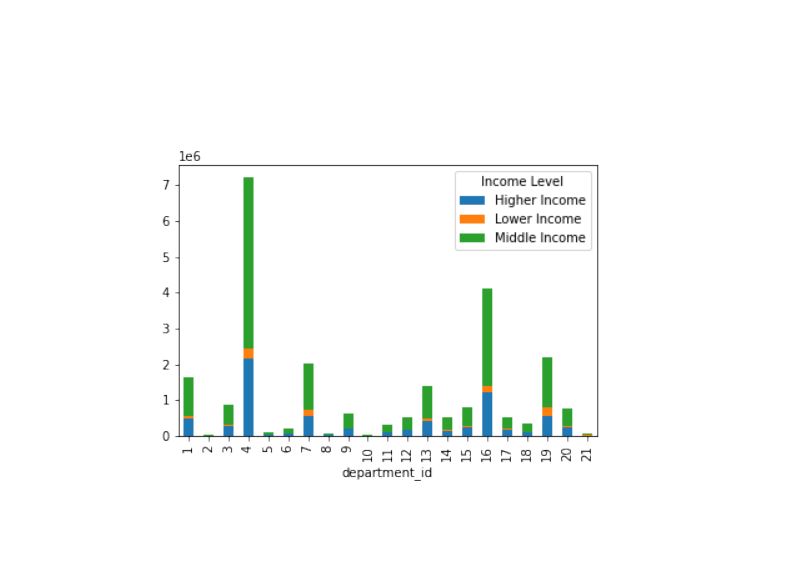 1e6
7
6
5
4
3
2
1
0
Income Level
Higher Income
Lower Income
Middle Income
1 2 3 4 5 6 7 8 9 10 11 12 13 14 15 16 17 18 19 20 21
department_id